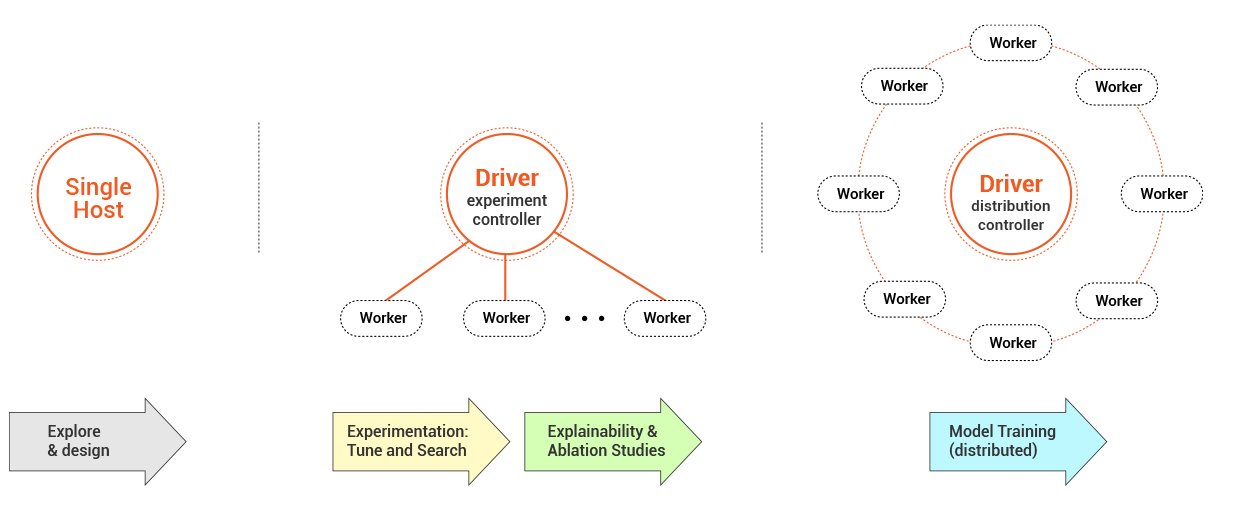 Single
Host
Driver
experiment
controller
Worker
Worker
Worker
Worker
Worker
Worker
Worker
Worker
Driver
distribution
controller
Worker
Worker
Worker
Worker
Explore
& design
Experimentation:
Tune and Search
Explainability &
Ablation Studies
Model Training
(distributed)